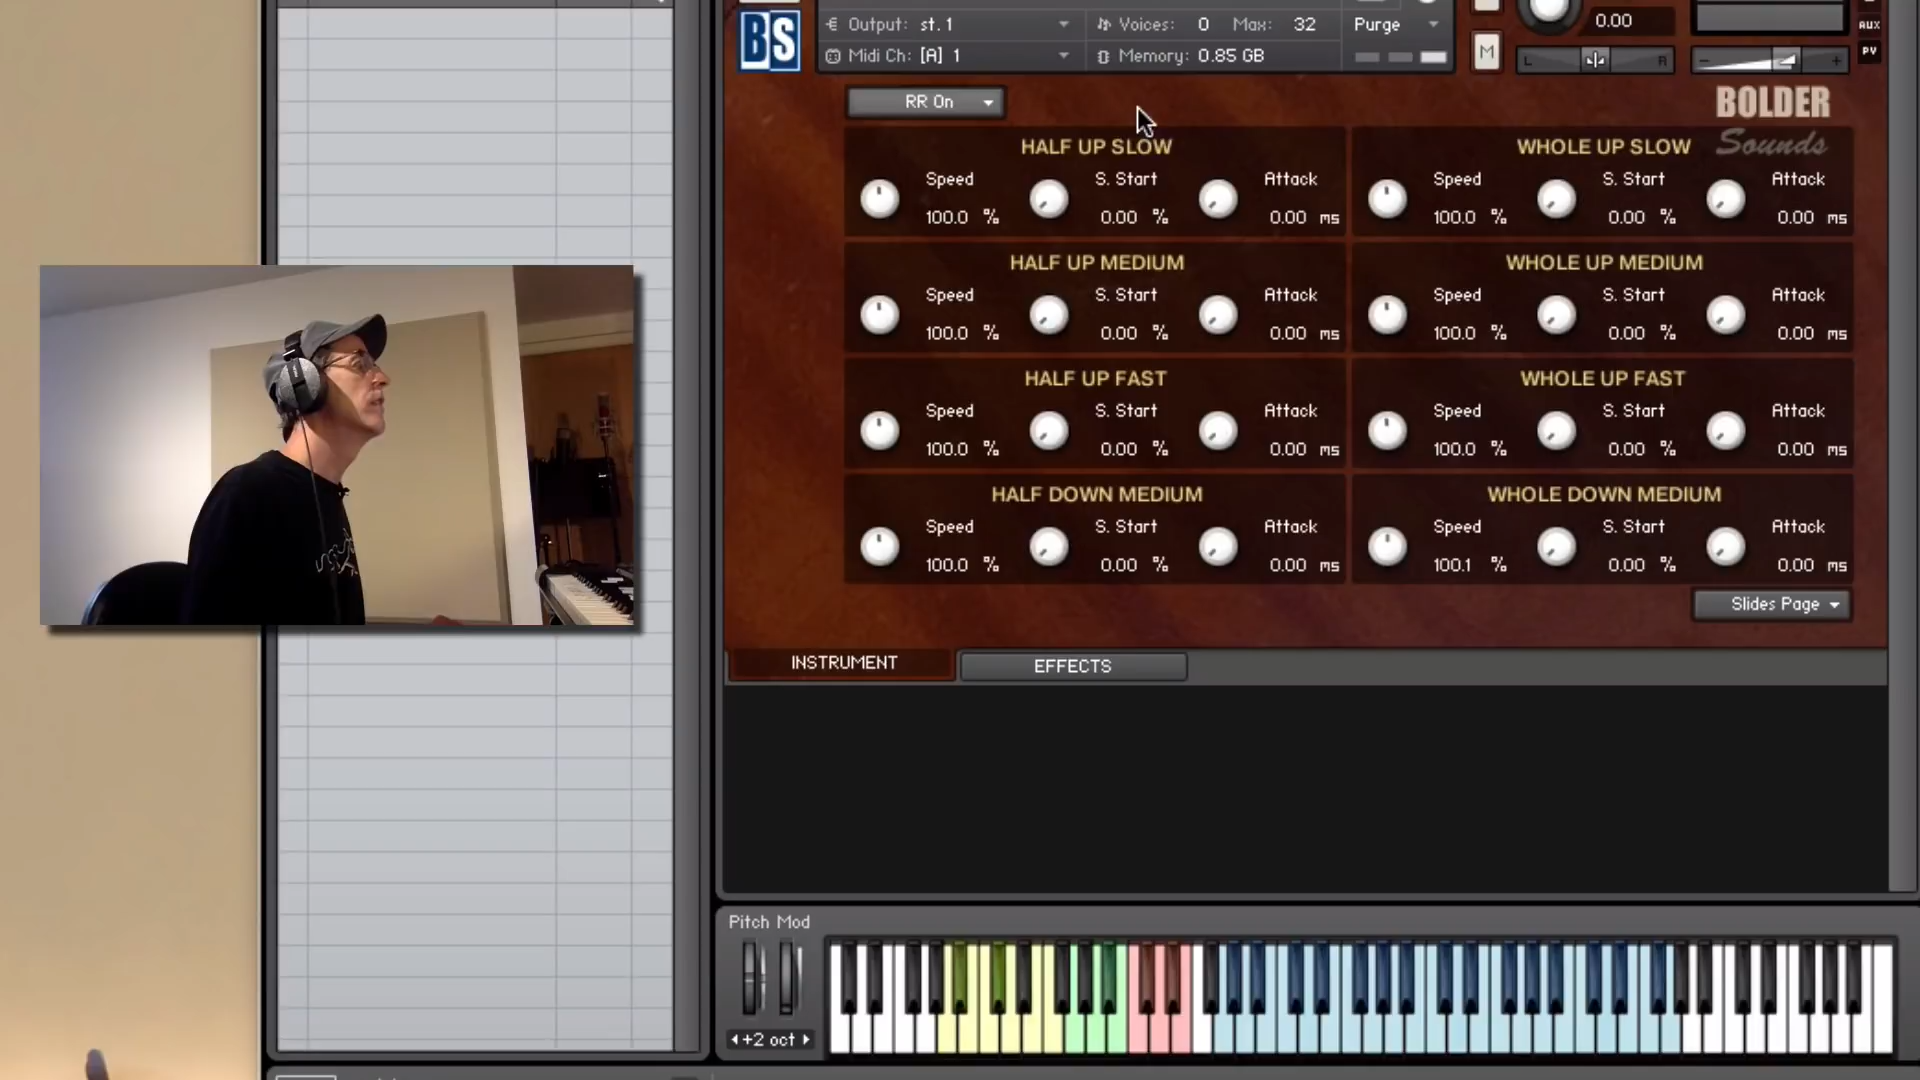 BS
Output: st. 1
Voices: 0 Max: 32
Purge
0.00
AUX
Midi Ch: [A] 1
Memory: 0.85 GB
M
L R
- +
PV
RR On
BOLDER
Sounds
HALF UP SLOW
Speed S. Start Attack
100.0 % 0.00 % 0.00 ms
WHOLE UP SLOW
Speed S. Start Attack
100.0 % 0.00 % 0.00 ms
HALF UP MEDIUM
Speed S. Start Attack
100.0 % 0.00 % 0.00 ms
WHOLE UP MEDIUM
Speed S. Start Attack
100.0 % 0.00 % 0.00 ms
HALF UP FAST
Speed S. Start Attack
100.0 % 0.00 % 0.00 ms
WHOLE UP FAST
Speed S. Start Attack
100.0 % 0.00 % 0.00 ms
HALF DOWN MEDIUM
Speed S. Start Attack
100.0 % 0.00 % 0.00 ms
WHOLE DOWN MEDIUM
Speed S. Start Attack
100.1 % 0.00 % 0.00 ms
Slides Page
INSTRUMENT
EFFECTS
Pitch Mod
+2 oct